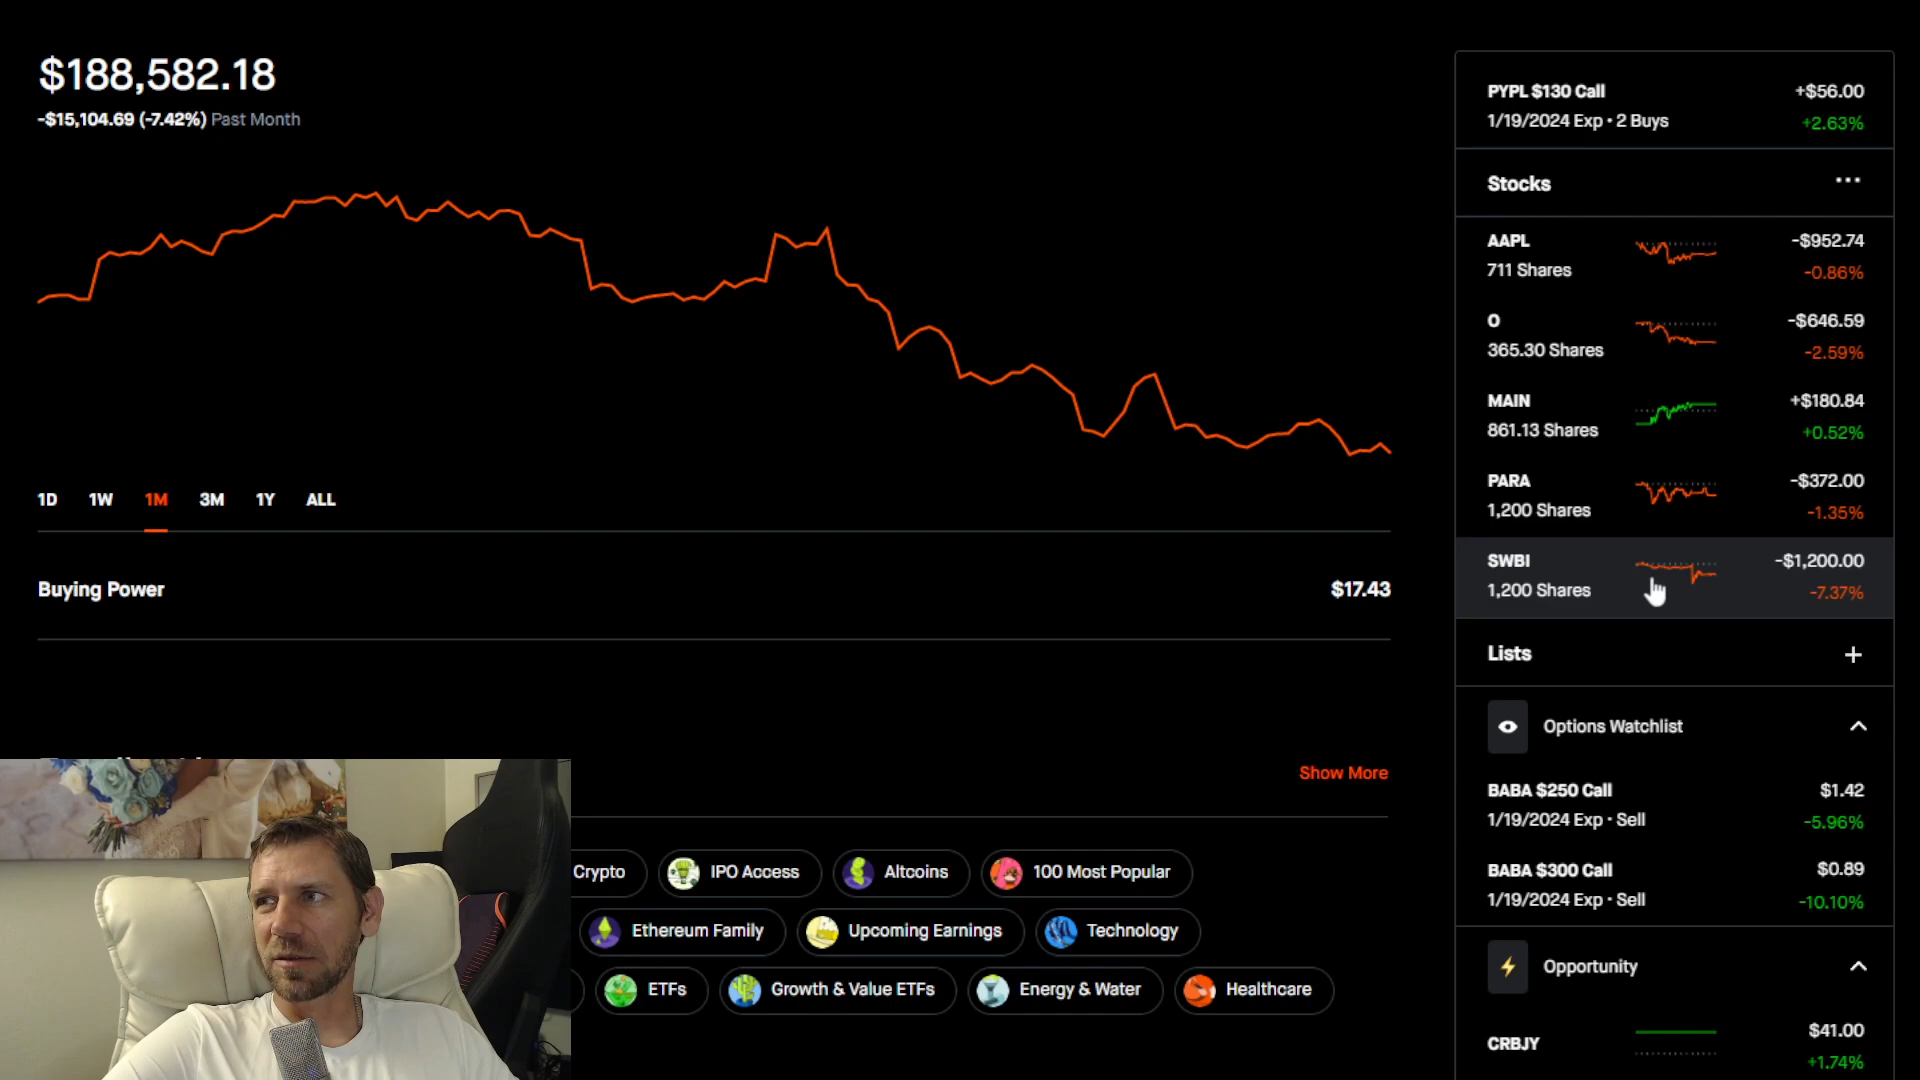 $188,582.18
-$15,104.69 (-7.42%) Past Month
1D 1W 1M 3M 1Y ALL
Buying Power $17.43
Show More
Crypto IPO Access Altcoins 100 Most Popular
Ethereum Family Upcoming Earnings Technology
ETFs Growth & Value ETFs Energy & Water Healthcare
PYPL $130 Call +$56.00
1/19/2024 Exp • 2 Buys +2.63%
Stocks
AAPL -$952.74
711 Shares -0.86%
O -$646.59
365.30 Shares -2.59%
MAIN +$180.84
861.13 Shares +0.52%
PARA -$372.00
1,200 Shares -1.35%
SWBI -$1,200.00
1,200 Shares -7.37%
Lists +
Options Watchlist
BABA $250 Call $1.42
1/19/2024 Exp • Sell -5.96%
BABA $300 Call $0.89
1/19/2024 Exp • Sell -10.10%
Opportunity
CRBJY $41.00
+1.74%